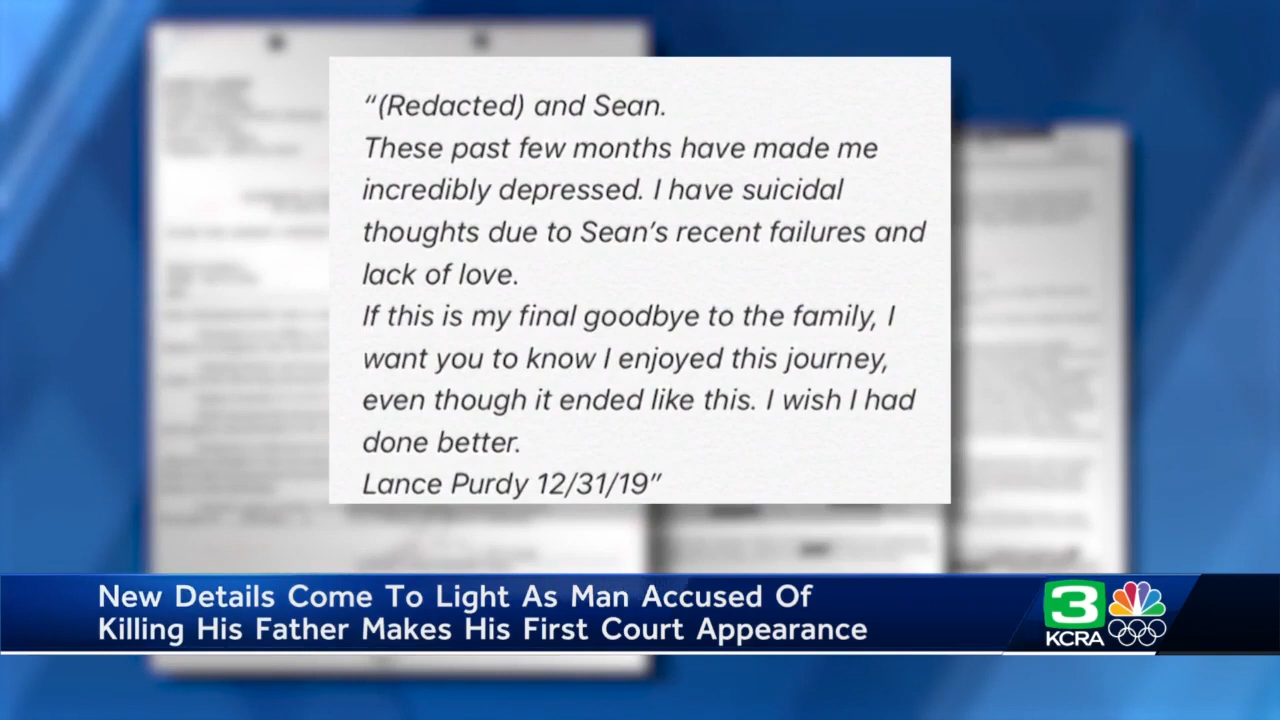 “(Redacted) and Sean.
These past few months have made me
incredibly depressed. I have suicidal
thoughts due to Sean’s recent failures and
lack of love.
If this is my final goodbye to the family, I
want you to know I enjoyed this journey,
even though it ended like this. I wish I had
done better.
Lance Purdy 12/31/19”
New Details Come To Light As Man Accused Of
Killing His Father Makes His First Court Appearance
3
KCRA